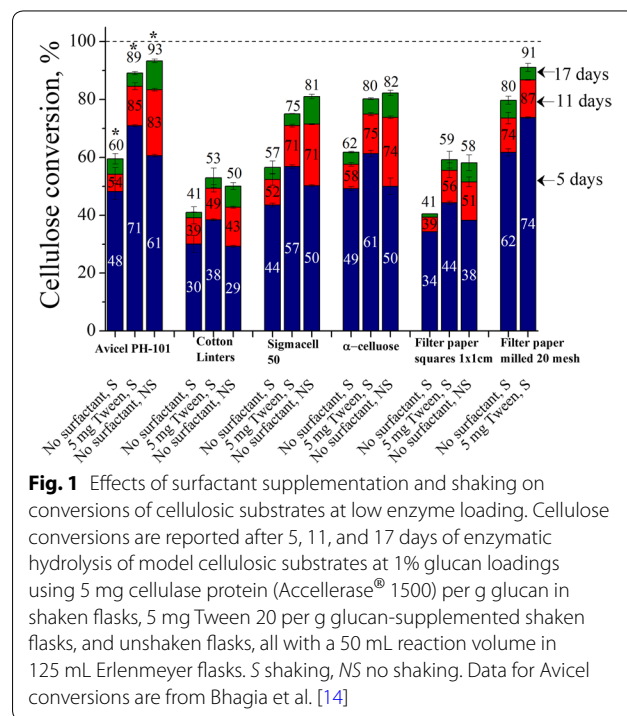 100
80
60
40
20
0
Cellulose conversion, %
* 60 54 48
* 89 85 71
* 93 83 61
41 39 30
53 49 38
50 43 29
57 52 44
75 71 57
81 71 50
62 58 49
80 75 61
82 74 50
41 39 34
59 56 44
58 51 38
80 74 62
91 87 74
17 days
11 days
5 days
Avicel PH-101
Cotton
Linters
Sigmacell
50
α-celluose
Filter paper
squares 1x1cm
Filter paper
milled 20 mesh
No surfactant, S
5 mg Tween, S
No surfactant, NS
No surfactant, S
5 mg Tween, S
No surfactant, NS
No surfactant, S
5 mg Tween, S
No surfactant, NS
No surfactant, S
5 mg Tween, S
No surfactant, NS
No surfactant, S
5 mg Tween, S
No surfactant, NS
No surfactant, S
5 mg Tween, S
Fig. 1 Effects of surfactant supplementation and shaking on
conversions of cellulosic substrates at low enzyme loading. Cellulose
conversions are reported after 5, 11, and 17 days of enzymatic
hydrolysis of model cellulosic substrates at 1% glucan loadings
using 5 mg cellulase protein (Accellerase® 1500) per g glucan in
shaken flasks, 5 mg Tween 20 per g glucan-supplemented shaken
flasks, and unshaken flasks, all with a 50 mL reaction volume in
125 mL Erlenmeyer flasks. S shaking, NS no shaking. Data for Avicel
conversions are from Bhagia et al. [14]